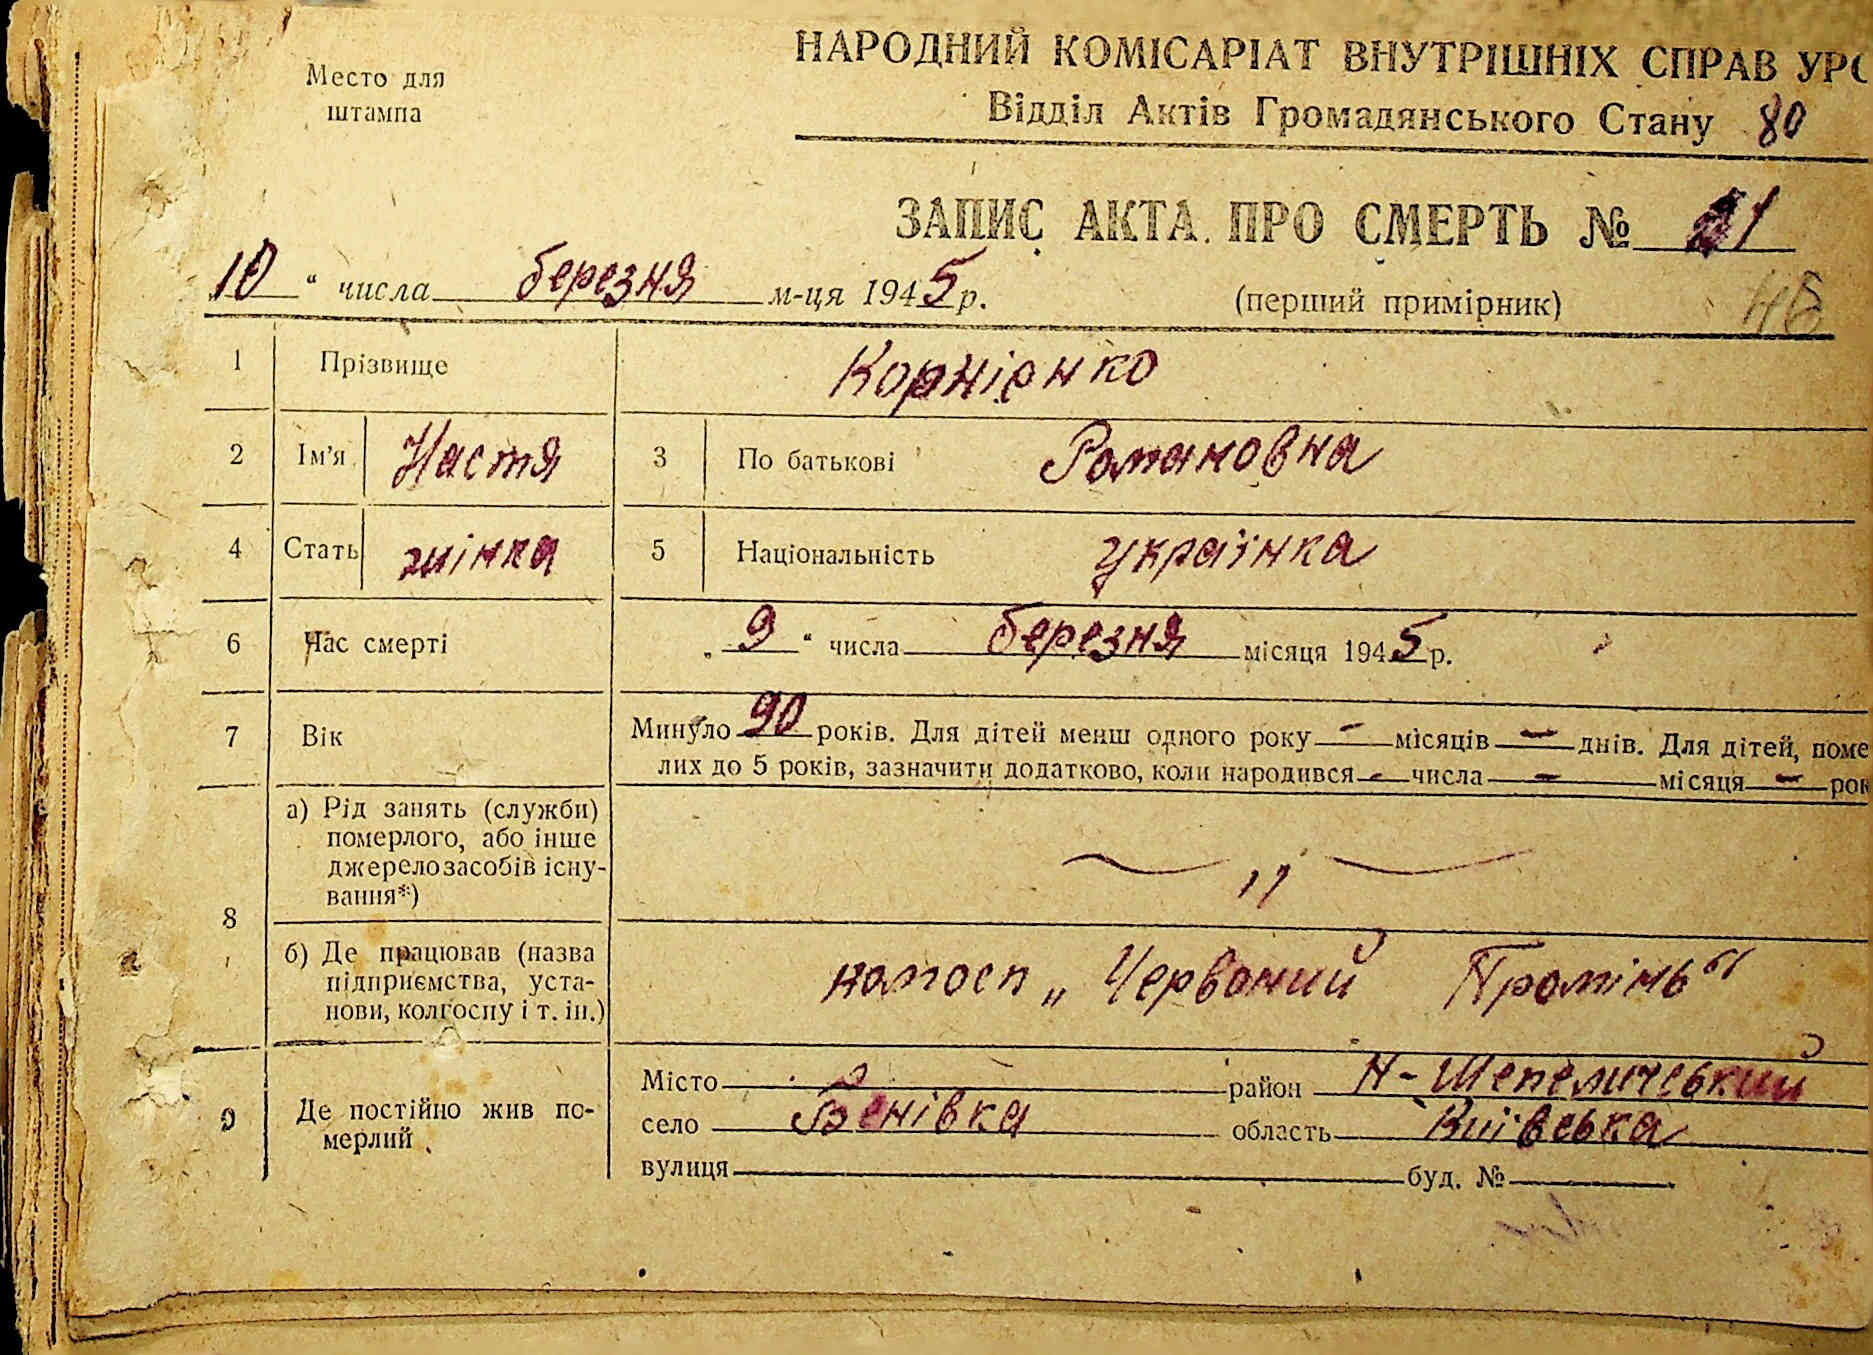 Место для
штампа
НАРОДНИЙ КОМІСАРІАТ ВНУТРІШНІХ СПРАВ УРС
Відділ Актів Громадянського Стану 80
ЗАПИС АКТА ПРО СМЕРТЬ № 21
10 " числа березня м-ця 1945 р.
(перший примірник)
46
1 Прізвище Корнієнко
2 Ім'я Настя 3 По батькові Романовна
4 Стать жінка 5 Національність українка
6 Час смерті „ 9 " числа березня місяця 1945 р.
7 Вік Минуло 90 років. Для дітей менш одного року - місяців - днів. Для дітей, поме
лих до 5 років, зазначити додатково, коли народився - числа - місяця - рок
8 а) Рід занять (служби)
померлого, або інше
джерело засобів існу-
вання*) — „ —
б) Де працював (назва
підприємства, уста-
нови, колгоспу і т. ін.) колгосп „Червоний Промінь"
9 Де постійно жив по-
мерлий
Місто район Н-Шепеличський
село Бенівка область Київська
вулиця буд. №